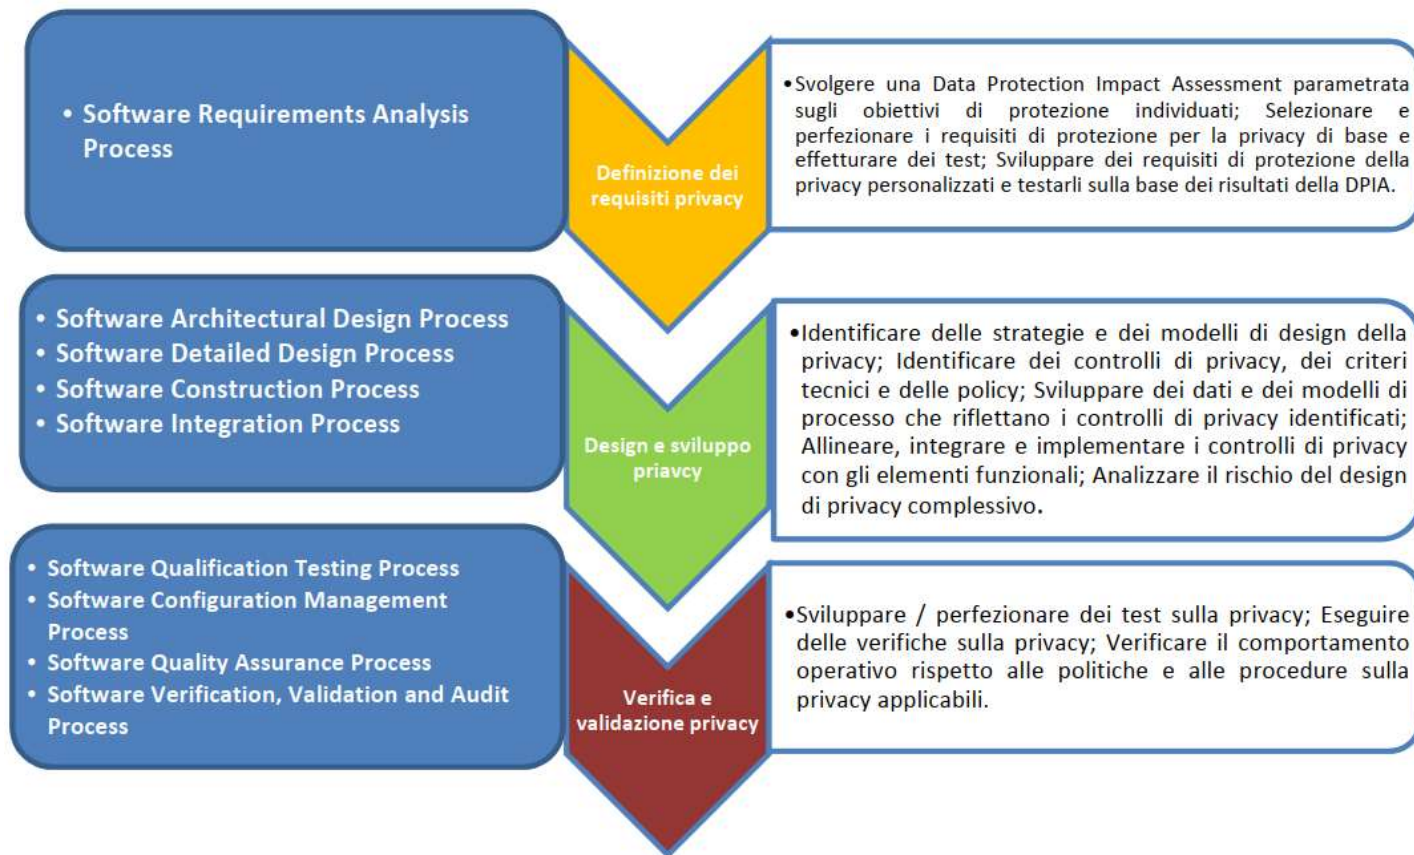 • Software Requirements Analysis
Process
Definizione dei
requisiti privacy
•Svolgere una Data Protection Impact Assessment parametrata
sugli obiettivi di protezione individuati; Selezionare e
perfezionare i requisiti di protezione per la privacy di base e
effetturare dei test; Sviluppare dei requisiti di protezione della
privacy personalizzati e testarli sulla base dei risultati della DPIA.
• Software Architectural Design Process
• Software Detailed Design Process
• Software Construction Process
• Software Integration Process
Design e sviluppo
priavcy
•Identificare delle strategie e dei modelli di design della
privacy; Identificare dei controlli di privacy, dei criteri
tecnici e delle policy; Sviluppare dei dati e dei modelli di
processo che riflettano i controlli di privacy identificati;
Allineare, integrare e implementare i controlli di privacy
con gli elementi funzionali; Analizzare il rischio del design
di privacy complessivo.
• Software Qualification Testing Process
• Software Configuration Management
Process
• Software Quality Assurance Process
• Software Verification, Validation and Audit
Process
Verifica e
validazione privacy
•Sviluppare / perfezionare dei test sulla privacy; Eseguire
delle verifiche sulla privacy; Verificare il comportamento
operativo rispetto alle politiche e alle procedure sulla
privacy applicabili.